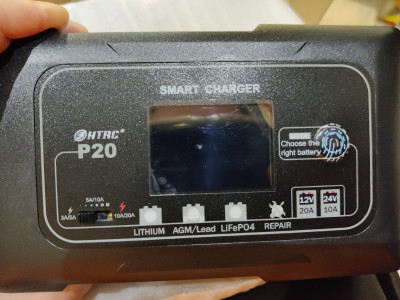 SMART CHARGER
HTRC®
P20
Choose the
right battery
5A/10A
3A/6A
10A/20A
12V
20A
24V
10A
LITHIUM AGM/Lead LiFePO4 REPAIR